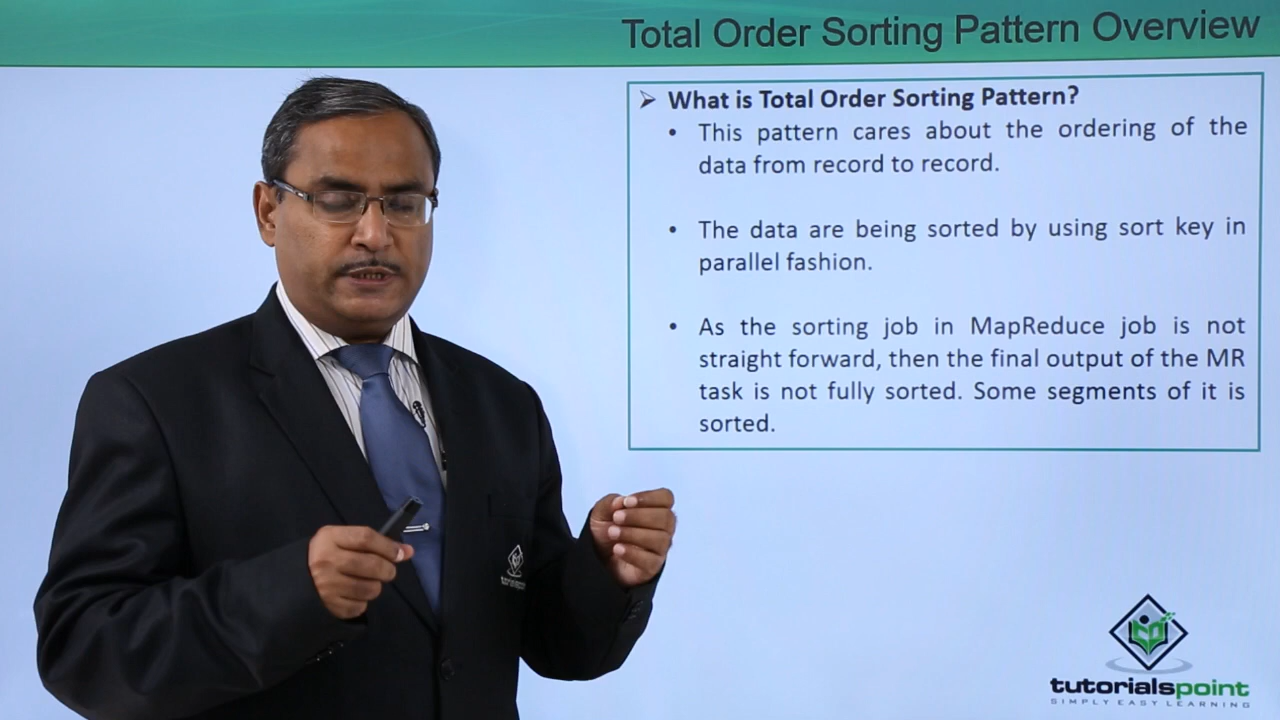 Total Order Sorting Pattern Overview
➢ What is Total Order Sorting Pattern?
• This pattern cares about the ordering of the
data from record to record.
• The data are being sorted by using sort key in
parallel fashion.
• As the sorting job in MapReduce job is not
straight forward, then the final output of the MR
task is not fully sorted. Some segments of it is
sorted.
tutorialspoint
SIMPLY EASY LEARNING